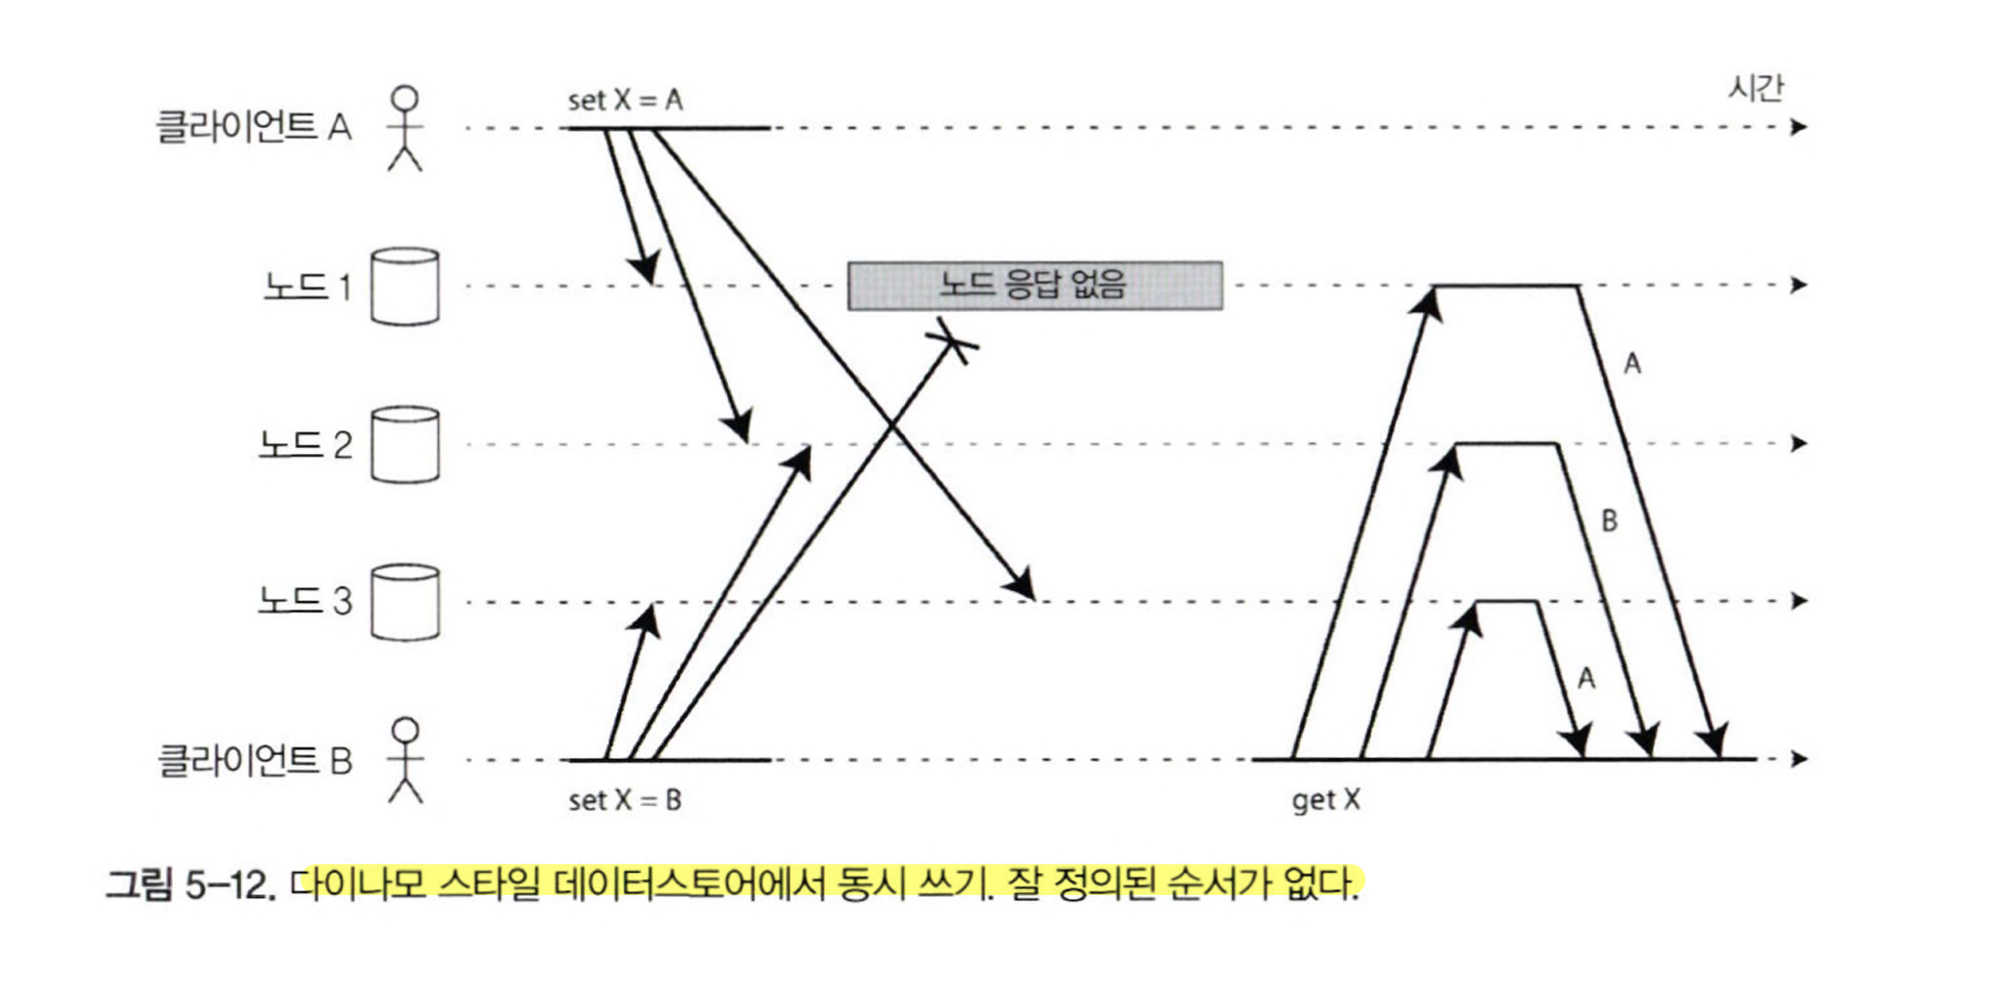 시간
set X = A
클라이언트 A
노드 1
노드 응답 없음
A
노드 2
B
노드 3
A
클라이언트 B
set X = B
get X
그림 5-12. 다이나모 스타일 데이터스토어에서 동시 쓰기. 잘 정의된 순서가 없다.